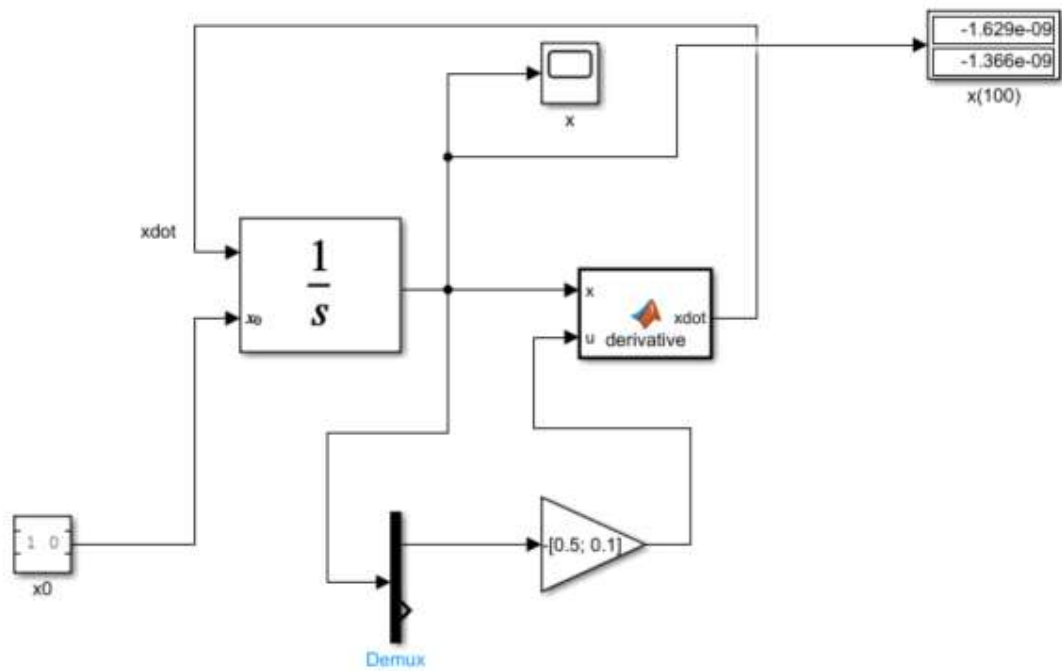 -1.629e-09
-1.366e-09
x(100)
x
xdot
1
s
x0
x
u
xdot
derivative
1 0
x0
-[0.5; 0.1]
Demux